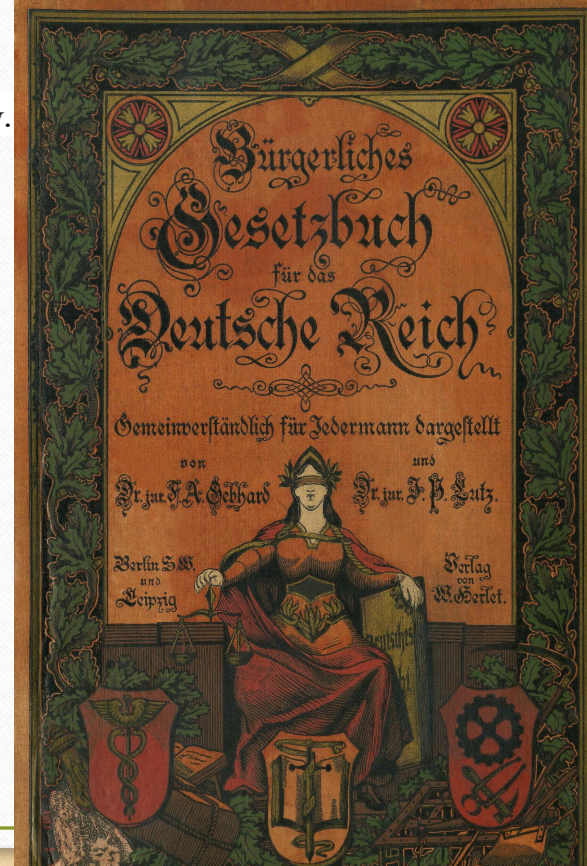 Bürgerliches
Gesetzbuch
für das
Deutsche Reich
Gemeinverständlich für Jedermann dargestellt
von
Dr. jur. F. A. Gebhard
und
Dr. jur. J. P. Lutz.
Berlin S.W.
und
Leipzig
Verlag
von
W. Herlet.
Deutsches